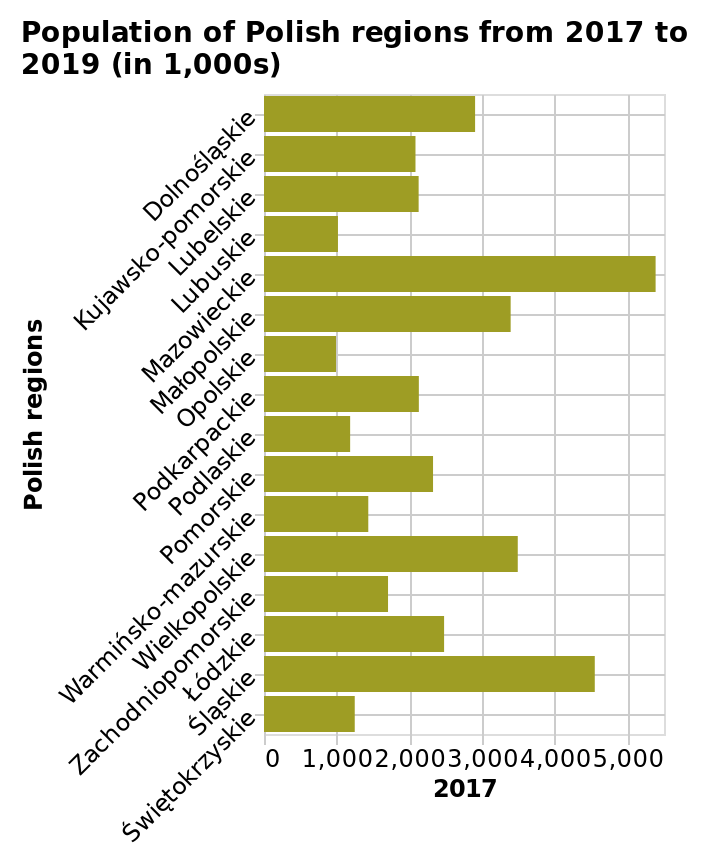 Population of Polish regions from 2017 to
2019 (in 1,000s)
Polish regions
Dolnośląskie
Kujawsko-pomorskie
Lubelskie
Lubuskie
Mazowieckie
Małopolskie
Opolskie
Podkarpackie
Podlaskie
Pomorskie
Warmińsko-mazurskie
Wielkopolskie
Zachodniopomorskie
Łódzkie
Śląskie
Świętokrzyskie
0 1,000 2,000 3,000 4,000 5,000
2017